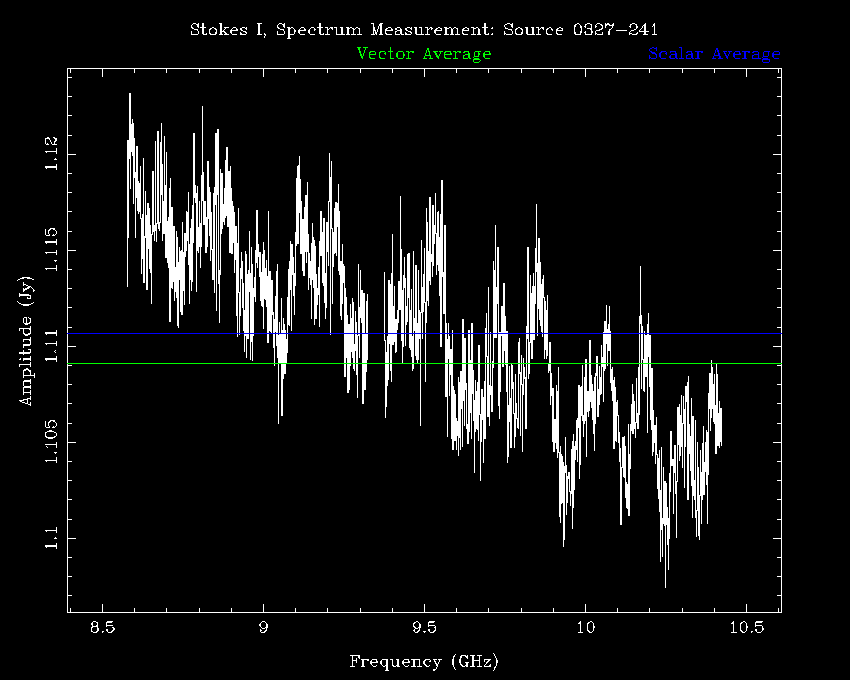 Stokes I, Spectrum Measurement: Source 0327-241
Vector Average Scalar Average
1.12
1.115
1.11
1.105
1.1
Amplitude (Jy)
8.5 9 9.5 10 10.5
Frequency (GHz)